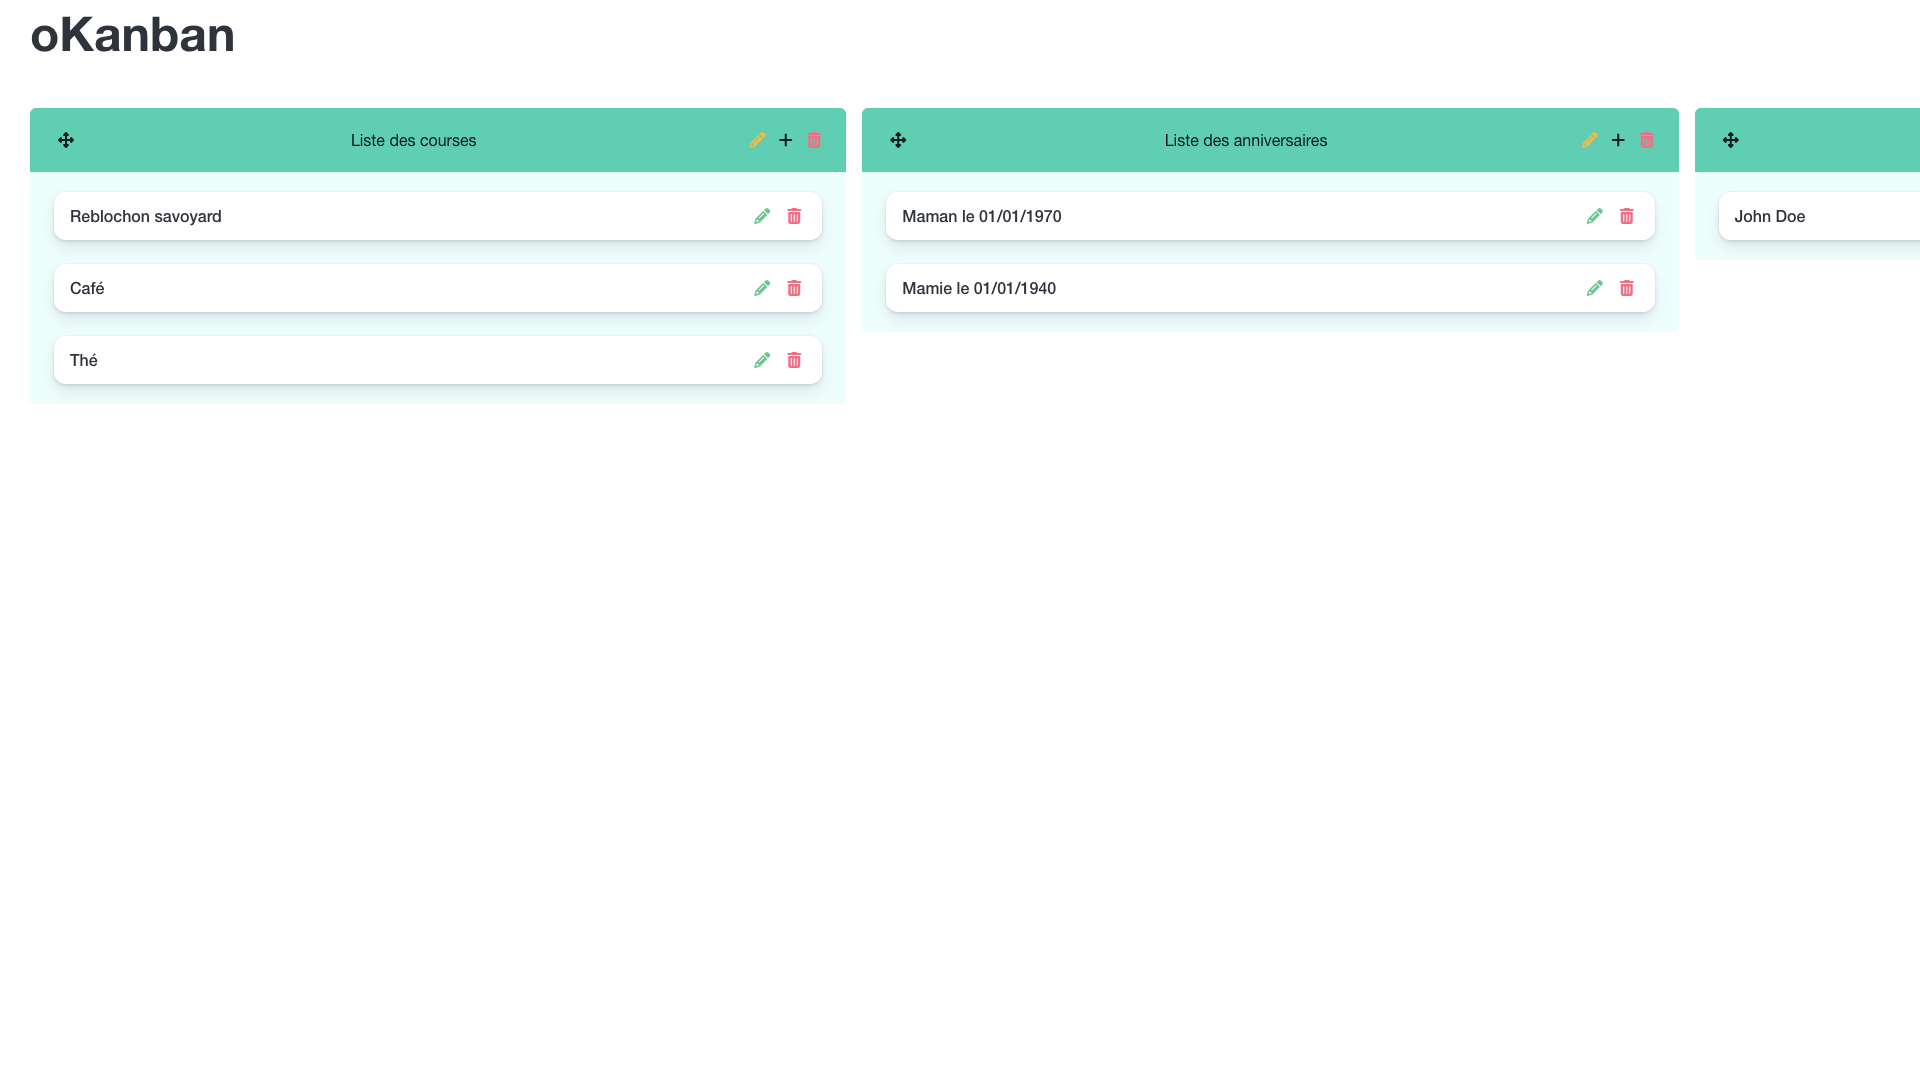 oKanban
Liste des courses
Reblochon savoyard
Café
Thé
Liste des anniversaires
Maman le 01/01/1970
Mamie le 01/01/1940
John Doe